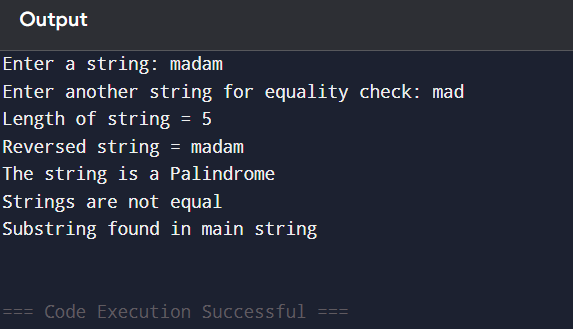 Output
Enter a string: madam
Enter another string for equality check: mad
Length of string = 5
Reversed string = madam
The string is a Palindrome
Strings are not equal
Substring found in main string
=== Code Execution Successful ===